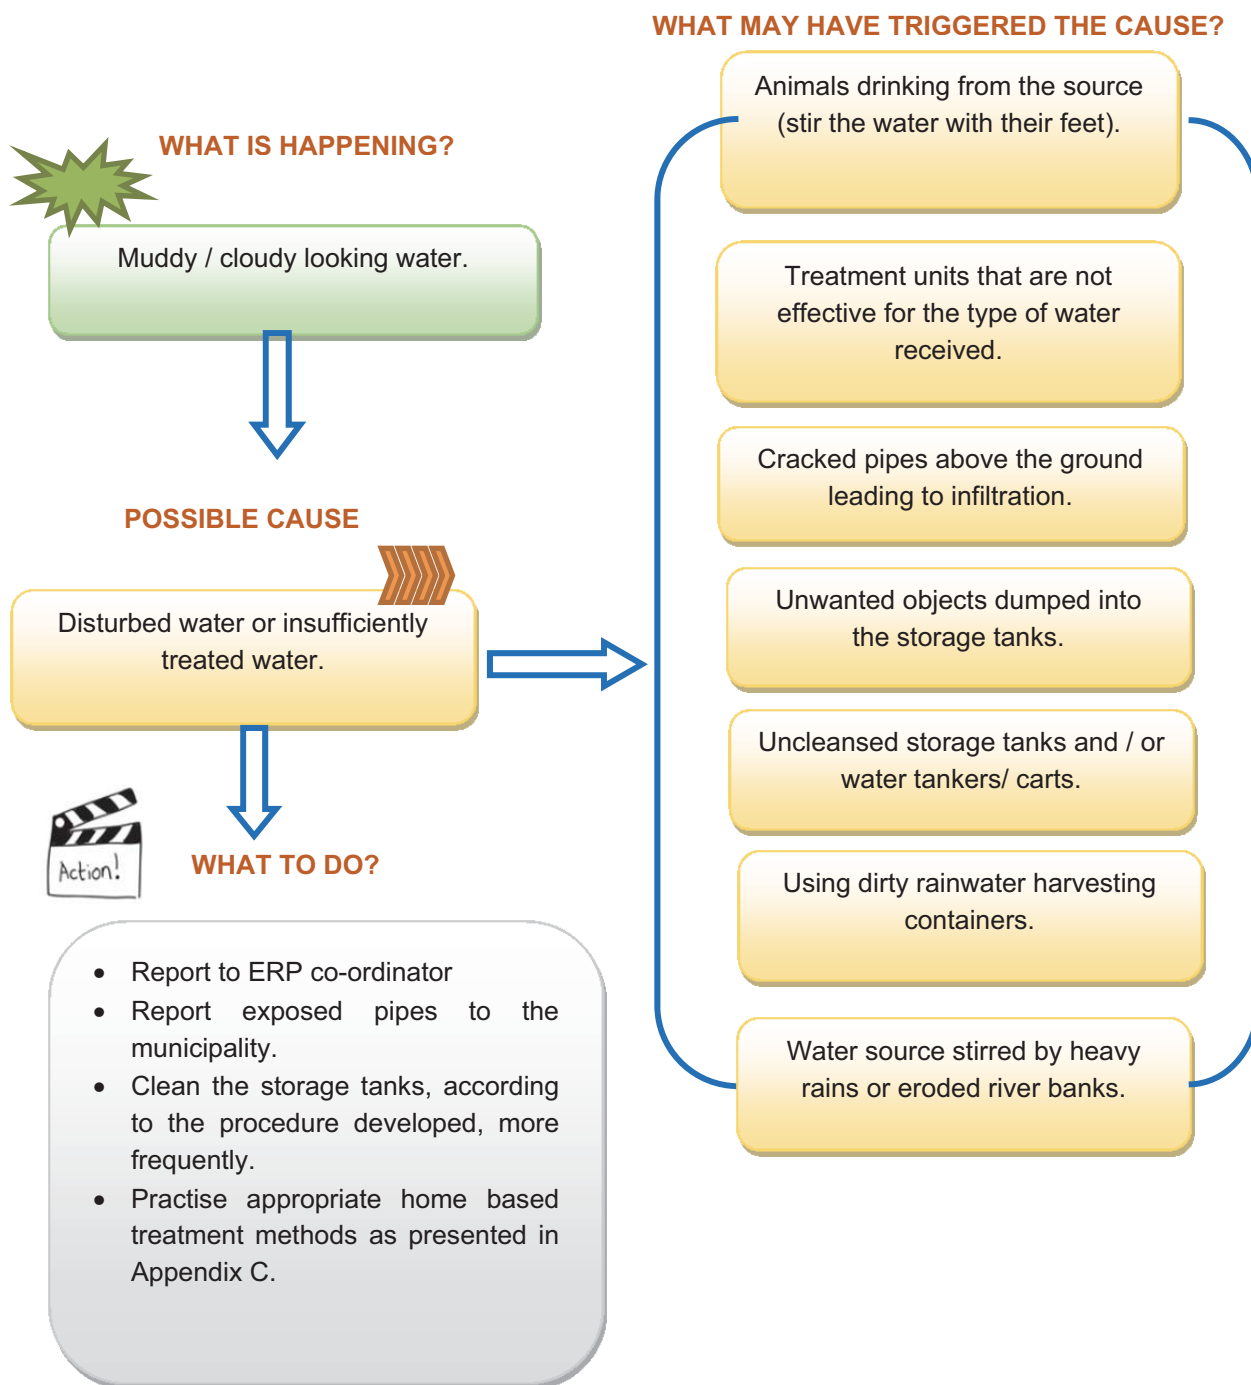 WHAT MAY HAVE TRIGGERED THE CAUSE?
Animals drinking from the source
(stir the water with their feet).
WHAT IS HAPPENING?
Muddy / cloudy looking water.
Treatment units that are not
effective for the type of water
received.
Cracked pipes above the ground
leading to infiltration.
POSSIBLE CAUSE
Disturbed water or insufficiently
treated water.
Unwanted objects dumped into
the storage tanks.
Uncleansed storage tanks and / or
water tankers/ carts.
Using dirty rainwater harvesting
containers.
Water source stirred by heavy
rains or eroded river banks.
Action!
WHAT TO DO?
• Report to ERP co-ordinator
• Report exposed pipes to the
municipality.
• Clean the storage tanks, according
to the procedure developed, more
frequently.
• Practise appropriate home based
treatment methods as presented in
Appendix C.